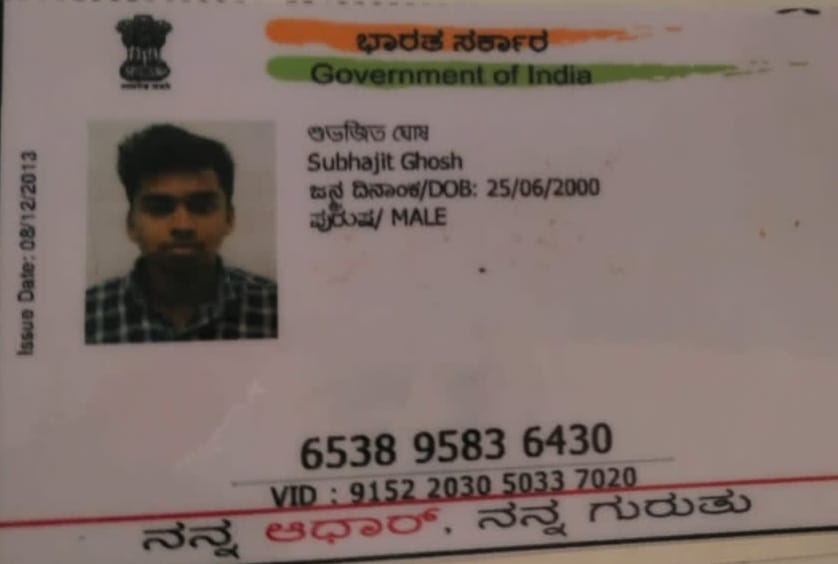 ಭಾರತ ಸರ್ಕಾರ
Government of India
শুভজিত ঘোষ
Subhajit Ghosh
ಜನ್ಮ ದಿನಾಂಕ/DOB: 25/06/2000
ಪುರುಷ/ MALE
Issue Date: 08/12/2013
6538 9583 6430
VID : 9152 2030 5033 7020
ನನ್ನ ಆಧಾರ್, ನನ್ನ ಗುರುತು